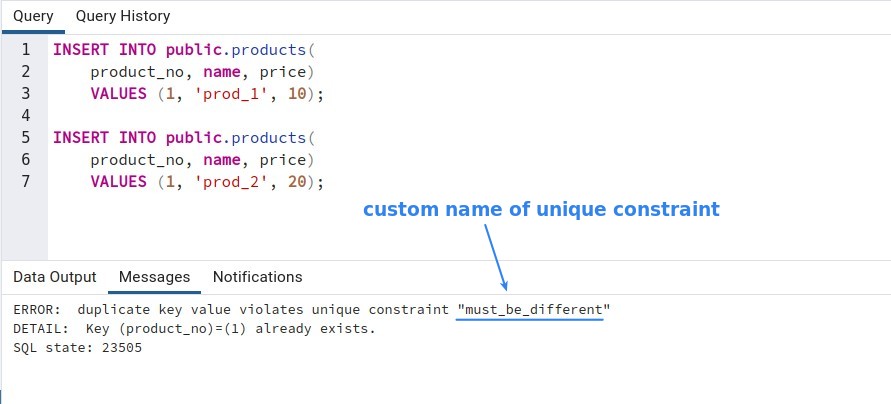 Query Query History
1 INSERT INTO public.products(
2 product_no, name, price)
3 VALUES (1, 'prod_1', 10);
4
5 INSERT INTO public.products(
6 product_no, name, price)
7 VALUES (1, 'prod_2', 20);
custom name of unique constraint
Data Output Messages Notifications
ERROR:  duplicate key value violates unique constraint "must_be_different"
DETAIL:  Key (product_no)=(1) already exists.
SQL state: 23505